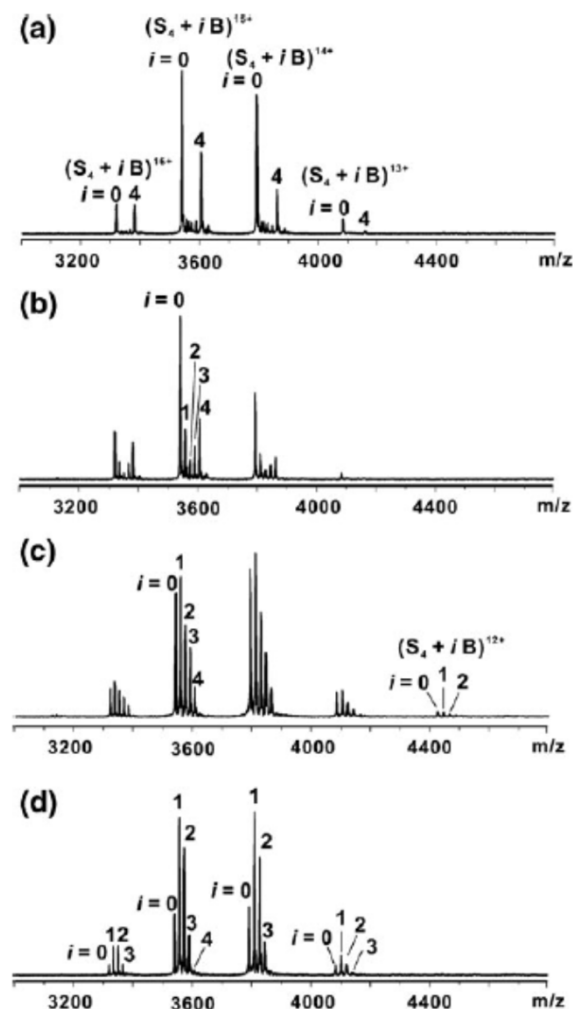 (a)
(S₄ + i B)¹⁵⁺
i = 0
(S₄ + i B)¹⁴⁺
i = 0
4
(S₄ + i B)¹⁶⁺
i = 0 4
4
(S₄ + i B)¹³⁺
i = 0
4
3200 3600 4000 4400 m/z
(b)
i = 0
2
3
1
4
3200 3600 4000 4400 m/z
(c)
1
i = 0
2
3
4
(S₄ + i B)¹²⁺
1
i = 0 2
3200 3600 4000 4400 m/z
(d)
1 1
2 2
i = 0 i = 0
12
i = 0 3
3 4
3
1
i = 0 2
3
3200 3600 4000 4400 m/z